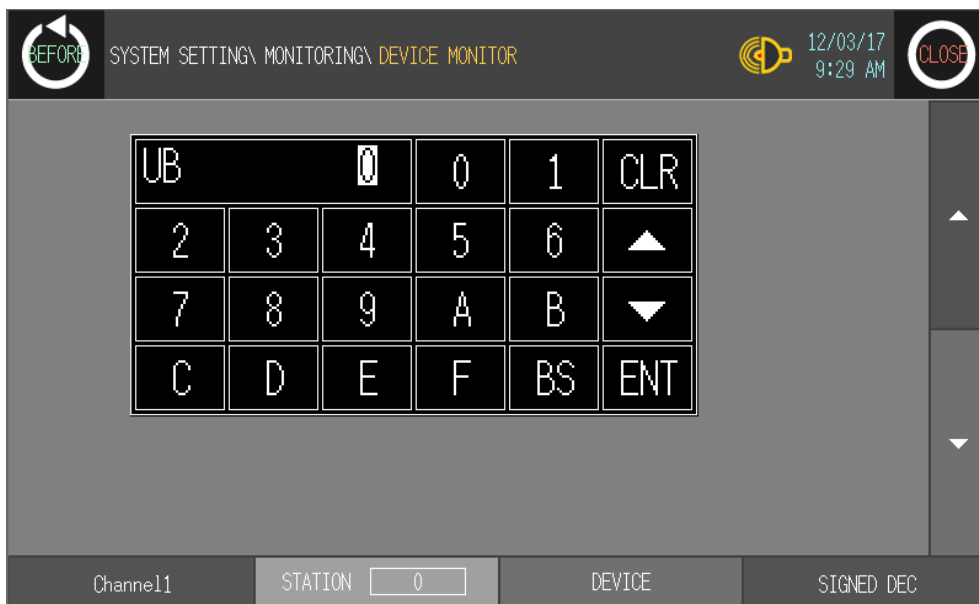 BEFORE SYSTEM SETTING\ MONITORING\ DEVICE MONITOR 12/03/17 CLOSE
9:29 AM
UB 0 0 1 CLR
2 3 4 5 6
7 8 9 A B
C D E F BS ENT
Channel1 STATION 0 DEVICE SIGNED DEC